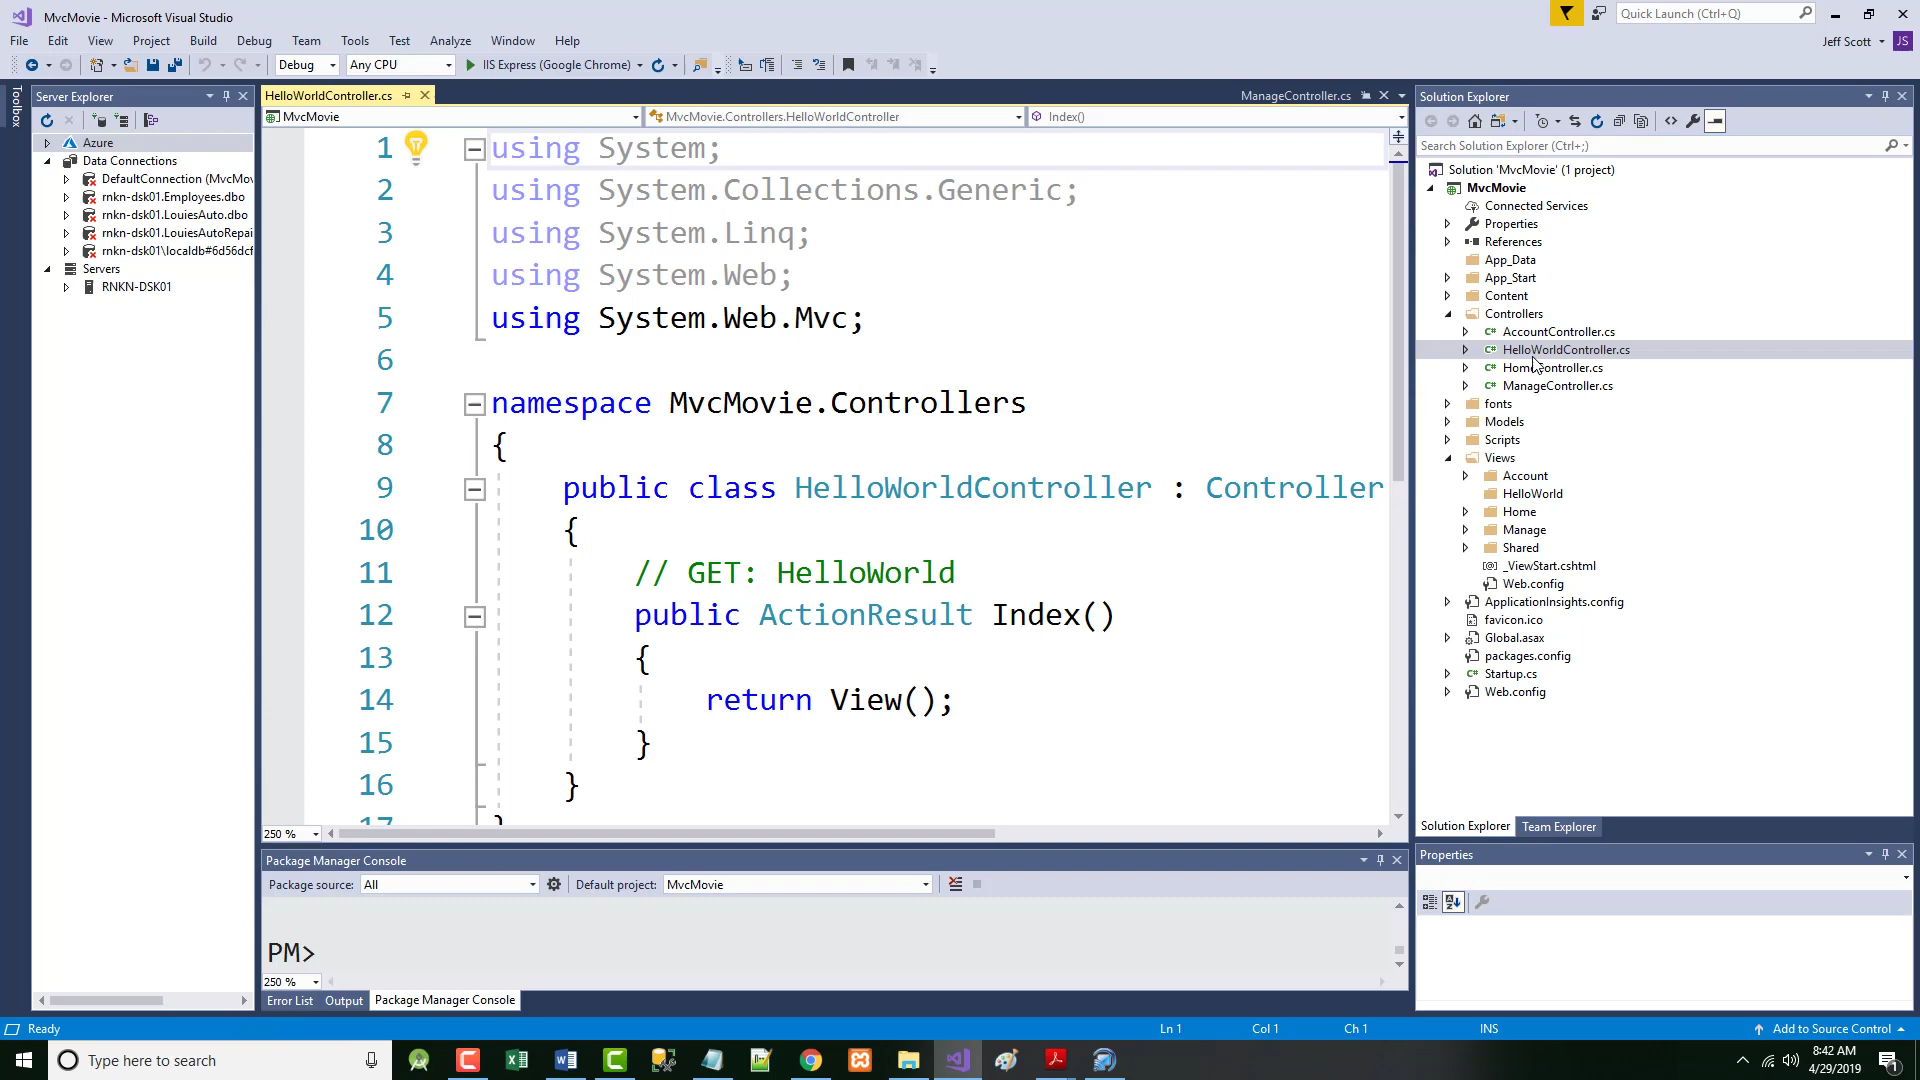 MvcMovie - Microsoft Visual Studio
Quick Launch (Ctrl+Q)
File Edit View Project Build Debug Team Tools Test Analyze Window Help
Jeff Scott JS
Debug Any CPU IIS Express (Google Chrome)
Toolbox
Server Explorer
Azure
Data Connections
DefaultConnection (MvcMov
rnkn-dsk01.Employees.dbo
rnkn-dsk01.LouiesAuto.dbo
rnkn-dsk01.LouiesAutoRepai
rnkn-dsk01\localdb#6d56dcf
Servers
RNKN-DSK01
HelloWorldController.cs
ManageController.cs
MvcMovie
MvcMovie.Controllers.HelloWorldController
Index()
1 using System;
2 using System.Collections.Generic;
3 using System.Linq;
4 using System.Web;
5 using System.Web.Mvc;
6
7 namespace MvcMovie.Controllers
8 {
9 public class HelloWorldController : Controller
10 {
11 // GET: HelloWorld
12 public ActionResult Index()
13 {
14 return View();
15 }
16 }
17 }
250 %
Package Manager Console
Package source: All Default project: MvcMovie
PM>
250 %
Error List Output Package Manager Console
Solution Explorer
Search Solution Explorer (Ctrl+;)
Solution 'MvcMovie' (1 project)
MvcMovie
Connected Services
Properties
References
App_Data
App_Start
Content
Controllers
C# AccountController.cs
C# HelloWorldController.cs
C# HomeController.cs
C# ManageController.cs
fonts
Models
Scripts
Views
Account
HelloWorld
Home
Manage
Shared
_ViewStart.cshtml
Web.config
ApplicationInsights.config
favicon.ico
Global.asax
packages.config
C# Startup.cs
Web.config
Solution Explorer Team Explorer
Properties
Ready
Ln 1 Col 1 Ch 1 INS
Add to Source Control
Type here to search
8:42 AM
4/29/2019
1